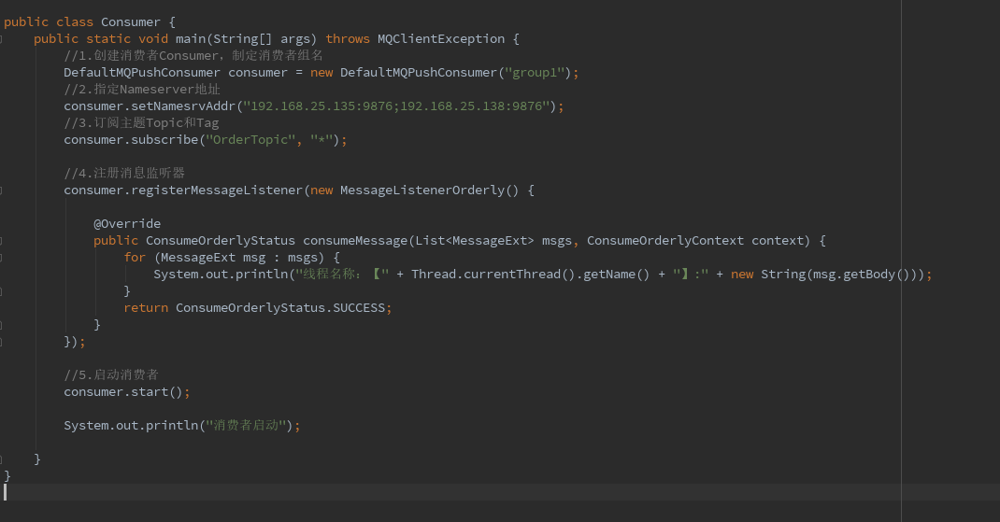 public class Consumer {
public static void main(String[] args) throws MQClientException {
//1.创建消费者Consumer，制定消费者组名
DefaultMQPushConsumer consumer = new DefaultMQPushConsumer("group1");
//2.指定Nameserver地址
consumer.setNamesrvAddr("192.168.25.135:9876;192.168.25.138:9876");
//3.订阅主题Topic和Tag
consumer.subscribe("OrderTopic", "*");
//4.注册消息监听器
consumer.registerMessageListener(new MessageListenerOrderly() {
@Override
public ConsumeOrderlyStatus consumeMessage(List<MessageExt> msgs, ConsumeOrderlyContext context) {
for (MessageExt msg : msgs) {
System.out.println("线程名称：【" + Thread.currentThread().getName() + "】:" + new String(msg.getBody()));
}
return ConsumeOrderlyStatus.SUCCESS;
}
});
//5.启动消费者
consumer.start();
System.out.println("消费者启动");
}
}